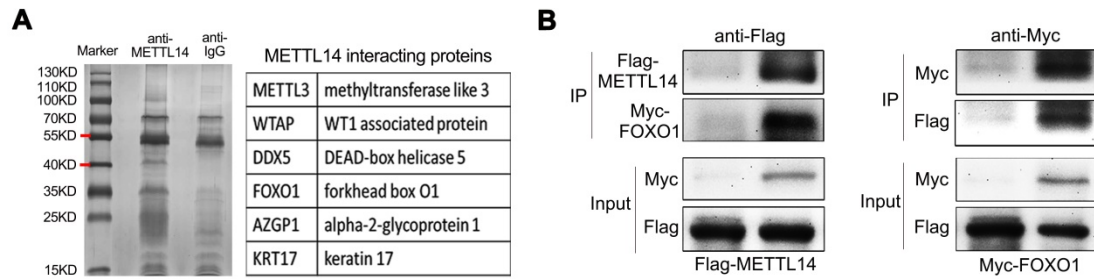 A
Marker
anti-METTL14
anti-IgG
130KD
110KD
100KD
70KD
55KD
40KD
35KD
25KD
15KD
METTL14 interacting proteins
METTL3 methyltransferase like 3
WTAP WT1 associated protein
DDX5 DEAD-box helicase 5
FOXO1 forkhead box O1
AZGP1 alpha-2-glycoprotein 1
KRT17 keratin 17
B
anti-Flag
IP
Flag-
METTL14
Myc-
FOXO1
Input
Myc
Flag
Flag-METTL14
anti-Myc
IP
Myc
Flag
Input
Myc
Flag
Myc-FOXO1